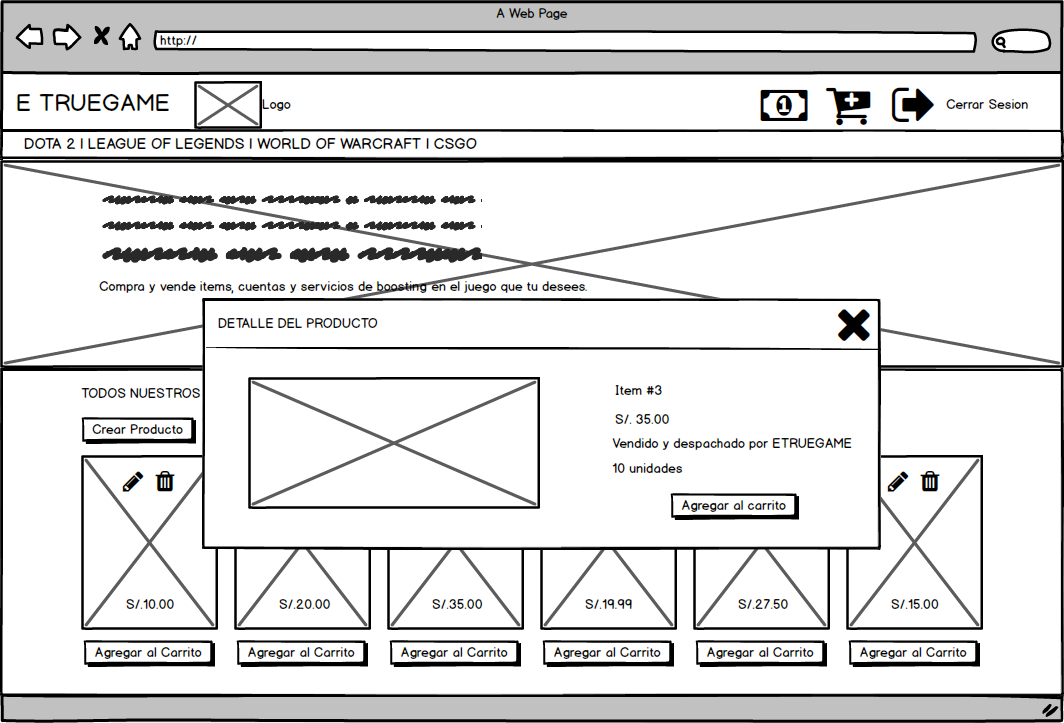 A Web Page
http://
E TRUEGAME
Logo
Cerrar Sesion
DOTA 2 I LEAGUE OF LEGENDS I WORLD OF WARCRAFT I CSGO
Compra y vende items, cuentas y servicios de boosting en el juego que tu desees.
DETALLE DEL PRODUCTO
TODOS NUESTROS
Crear Producto
Item #3
S/. 35.00
Vendido y despachado por ETRUEGAME
10 unidades
Agregar al carrito
S/.10.00 S/.20.00 S/.35.00 S/.19.99 S/.27.50 S/.15.00
Agregar al Carrito Agregar al Carrito Agregar al Carrito Agregar al Carrito Agregar al Carrito Agregar al Carrito